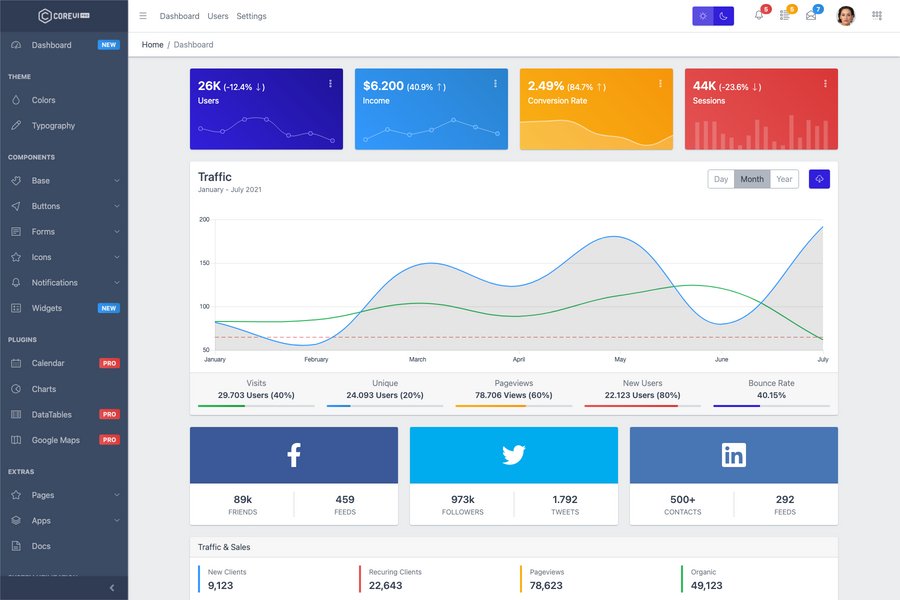 COREUI PRO
Dashboard NEW
THEME
Colors
Typography
COMPONENTS
Base
Buttons
Forms
Icons
Notifications
Widgets NEW
PLUGINS
Calendar PRO
Charts
DataTables PRO
Google Maps PRO
EXTRAS
Pages
Apps
Docs
Dashboard Users Settings
5 5 7
Home / Dashboard
26K (-12.4% ↓)
Users
$6.200 (40.9% ↑)
Income
2.49% (84.7% ↑)
Conversion Rate
44K (-23.6% ↓)
Sessions
Traffic
January - July 2021
Day Month Year
200
150
100
50
January February March April May June July
Visits
29.703 Users (40%)
Unique
24.093 Users (20%)
Pageviews
78.706 Views (60%)
New Users
22.123 Users (80%)
Bounce Rate
40.15%
89k
FRIENDS
459
FEEDS
973k
FOLLOWERS
1.792
TWEETS
500+
CONTACTS
292
FEEDS
Traffic & Sales
New Clients
9,123
Recuring Clients
22,643
Pageviews
78,623
Organic
49,123